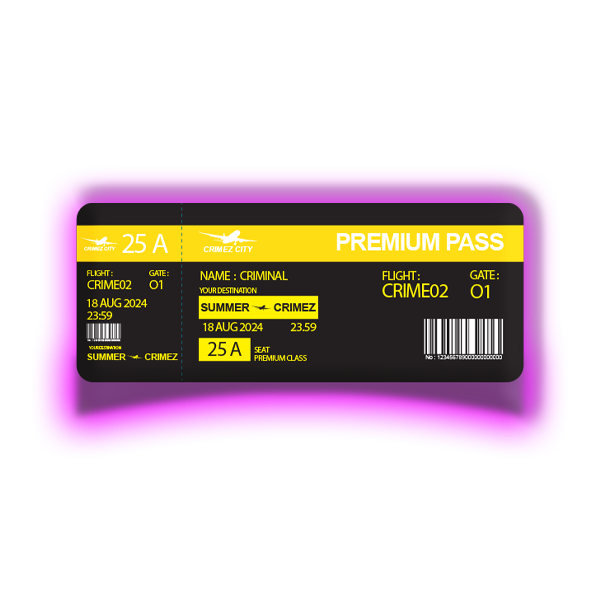 CRIMEZ CITY
25 A
FLIGHT :
GATE :
CRIME02
O1
18 AUG 2024
23:59
YOUR DESTINATION
SUMMER CRIMEZ
CRIMEZ CITY
PREMIUM PASS
NAME : CRIMINAL
YOUR DESTINATION
SUMMER CRIMEZ
18 AUG 2024 23.59
25 A
SEAT
PREMIUM CLASS
FLIGHT :
GATE :
CRIME02
O1